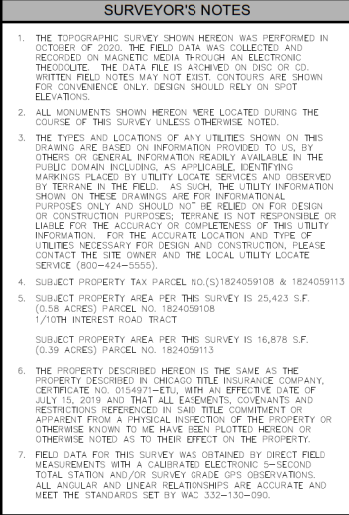 SURVEYOR'S NOTES
1. THE TOPOGRAPHIC SURVEY SHOWN HEREON WAS PERFORMED IN
OCTOBER OF 2020. THE FIELD DATA WAS COLLECTED AND
RECORDED ON MAGNETIC MEDIA THROUGH AN ELECTRONIC
THEODOLITE. THE DATA FILE IS ARCHIVED ON DISC OR CD.
WRITTEN FIELD NOTES MAY NOT EXIST. CONTOURS ARE SHOWN
FOR CONVENIENCE ONLY. DESIGN SHOULD RELY ON SPOT
ELEVATIONS.
2. ALL MONUMENTS SHOWN HEREON WERE LOCATED DURING THE
COURSE OF THIS SURVEY UNLESS OTHERWISE NOTED.
3. THE TYPES AND LOCATIONS OF ANY UTILITIES SHOWN ON THIS
DRAWING ARE BASED ON INFORMATION PROVIDED TO US, BY
OTHERS OR GENERAL INFORMATION READILY AVAILABLE IN THE
PUBLIC DOMAIN INCLUDING, AS APPLICABLE, IDENTIFYING
MARKINGS PLACED BY UTILITY LOCATE SERVICES AND OBSERVED
BY TERRANE IN THE FIELD. AS SUCH, THE UTILITY INFORMATION
SHOWN ON THESE DRAWINGS ARE FOR INFORMATIONAL
PURPOSES ONLY AND SHOULD NOT BE RELIED ON FOR DESIGN
OR CONSTRUCTION PURPOSES; TERRANE IS NOT RESPONSIBLE OR
LIABLE FOR THE ACCURACY OR COMPLETENESS OF THIS UTILITY
INFORMATION. FOR THE ACCURATE LOCATION AND TYPE OF
UTILITIES NECESSARY FOR DESIGN AND CONSTRUCTION, PLEASE
CONTACT THE SITE OWNER AND THE LOCAL UTILITY LOCATE
SERVICE (800-424-5555).
4. SUBJECT PROPERTY TAX PARCEL NO.(S)1824059108 & 1824059113
5. SUBJECT PROPERTY AREA PER THIS SURVEY IS 25,423 S.F.
(0.58 ACRES) PARCEL NO. 1824059108
1/10TH INTEREST ROAD TRACT
SUBJECT PROPERTY AREA PER THIS SURVEY IS 16,878 S.F.
(0.39 ACRES) PARCEL NO. 1824059113
6. THE PROPERTY DESCRIBED HEREON IS THE SAME AS THE
PROPERTY DESCRIBED IN CHICAGO TITLE INSURANCE COMPANY,
CERTIFICATE NO. 0154971-ETU, WITH AN EFFECTIVE DATE OF
JULY 15, 2019 AND THAT ALL EASEMENTS, COVENANTS AND
RESTRICTIONS REFERENCED IN SAID TITLE COMMITMENT OR
APPARENT FROM A PHYSICAL INSPECTION OF THE PROPERTY OR
OTHERWISE KNOWN TO ME HAVE BEEN PLOTTED HEREON OR
OTHERWISE NOTED AS TO THEIR EFFECT ON THE PROPERTY.
7. FIELD DATA FOR THIS SURVEY WAS OBTAINED BY DIRECT FIELD
MEASUREMENTS WITH A CALIBRATED ELECTRONIC 5-SECOND
TOTAL STATION AND/OR SURVEY GRADE GPS OBSERVATIONS.
ALL ANGULAR AND LINEAR RELATIONSHIPS ARE ACCURATE AND
MEET THE STANDARDS SET BY WAC 332-130-090.